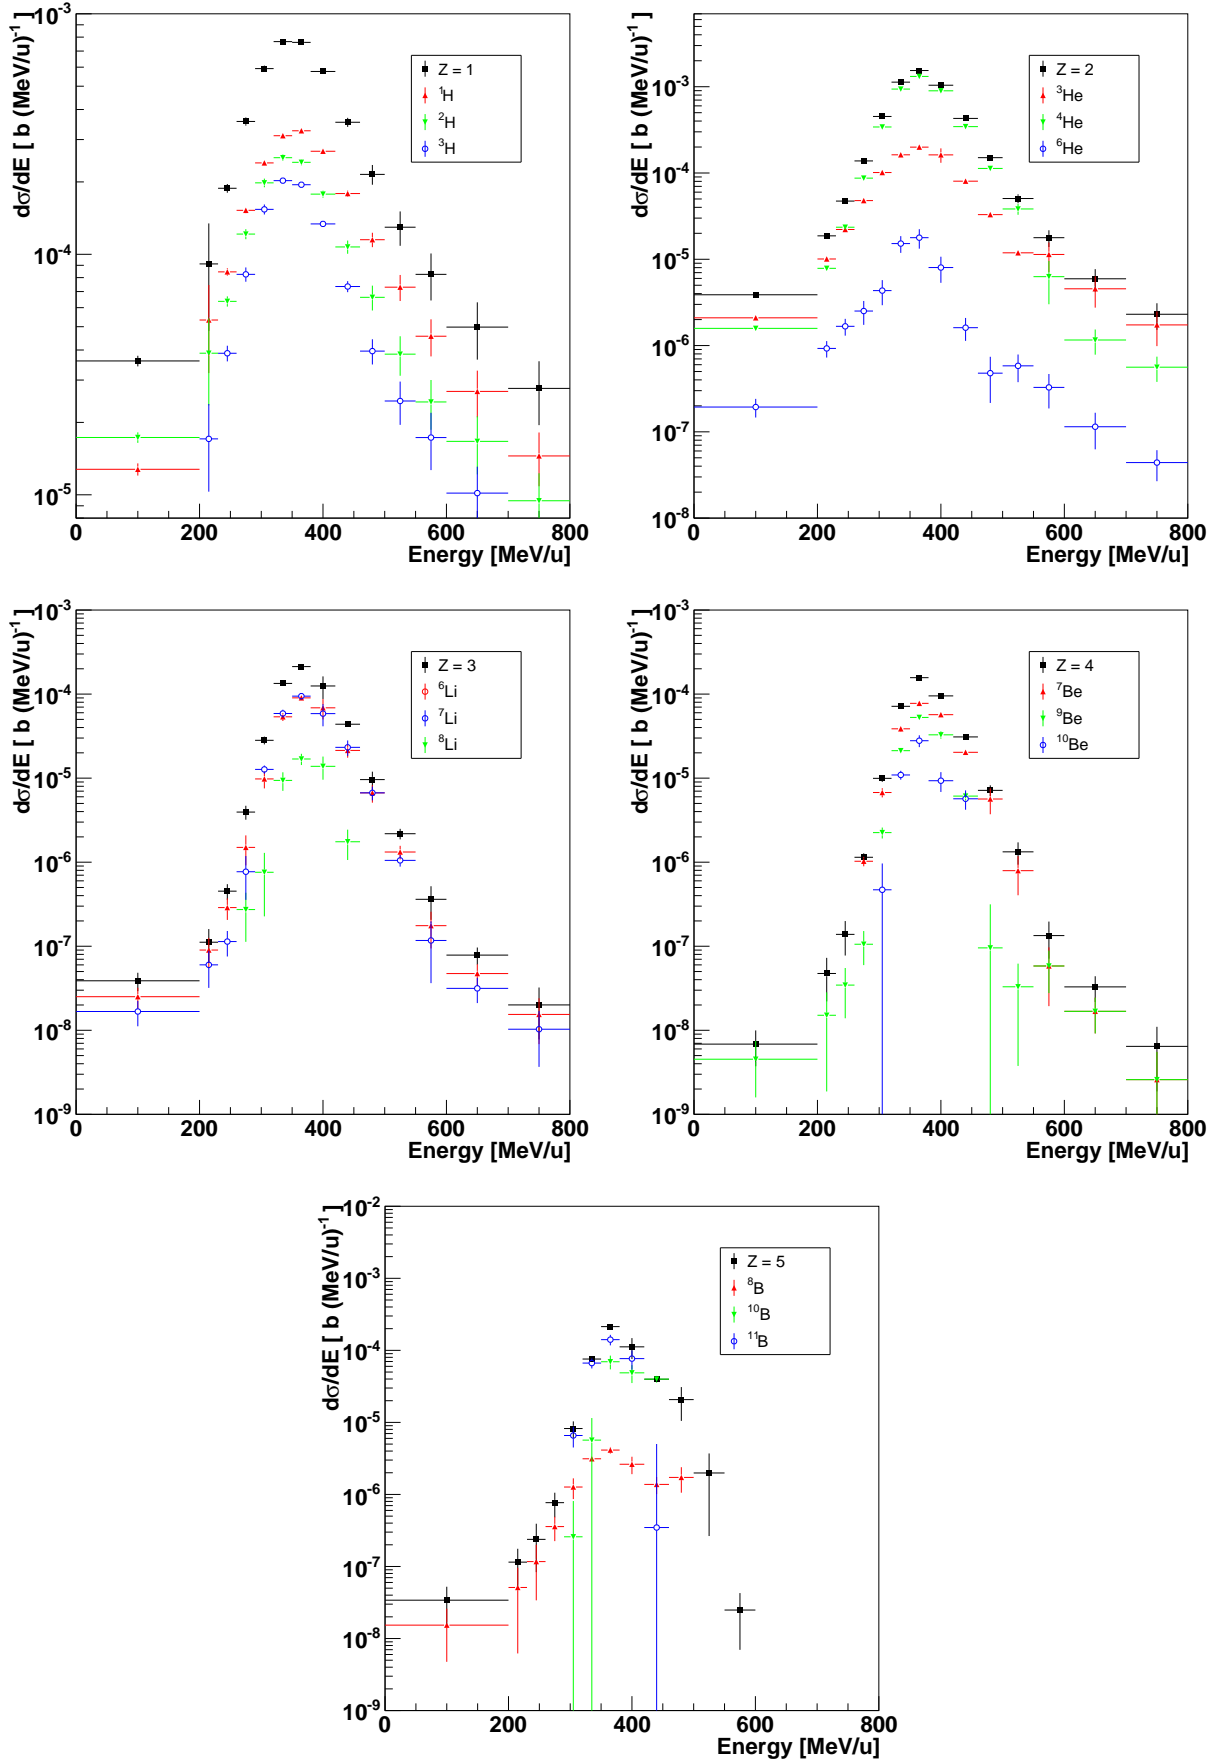 dσ/dE [ b (MeV/u)⁻¹ ]
10⁻³
10⁻⁴
10⁻⁵
Z = 1
¹H
²H
³H
0 200 400 600 800
Energy [MeV/u]
dσ/dE [ b (MeV/u)⁻¹ ]
10⁻³
10⁻⁴
10⁻⁵
10⁻⁶
10⁻⁷
10⁻⁸
Z = 2
³He
⁴He
⁶He
0 200 400 600 800
Energy [MeV/u]
dσ/dE [ b (MeV/u)⁻¹ ]
10⁻³
10⁻⁴
10⁻⁵
10⁻⁶
10⁻⁷
10⁻⁸
10⁻⁹
Z = 3
⁶Li
⁷Li
⁸Li
0 200 400 600 800
Energy [MeV/u]
dσ/dE [ b (MeV/u)⁻¹ ]
10⁻³
10⁻⁴
10⁻⁵
10⁻⁶
10⁻⁷
10⁻⁸
10⁻⁹
Z = 4
⁷Be
⁹Be
¹⁰Be
0 200 400 600 800
Energy [MeV/u]
dσ/dE [ b (MeV/u)⁻¹ ]
10⁻²
10⁻³
10⁻⁴
10⁻⁵
10⁻⁶
10⁻⁷
10⁻⁸
10⁻⁹
Z = 5
⁸B
¹⁰B
¹¹B
0 200 400 600 800
Energy [MeV/u]